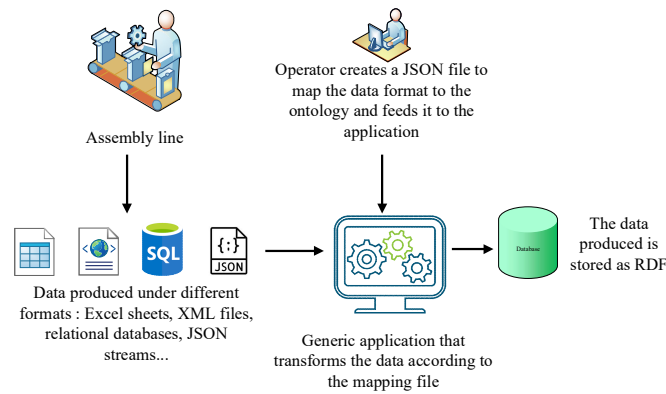 Operator creates a JSON file to
map the data format to the
ontology and feeds it to the
application
Assembly line
SQL
{:}
JSON
Database
The data
produced is
stored as RDF
Data produced under different
formats : Excel sheets, XML files,
relational databases, JSON
streams...
Generic application that
transforms the data according to
the mapping file